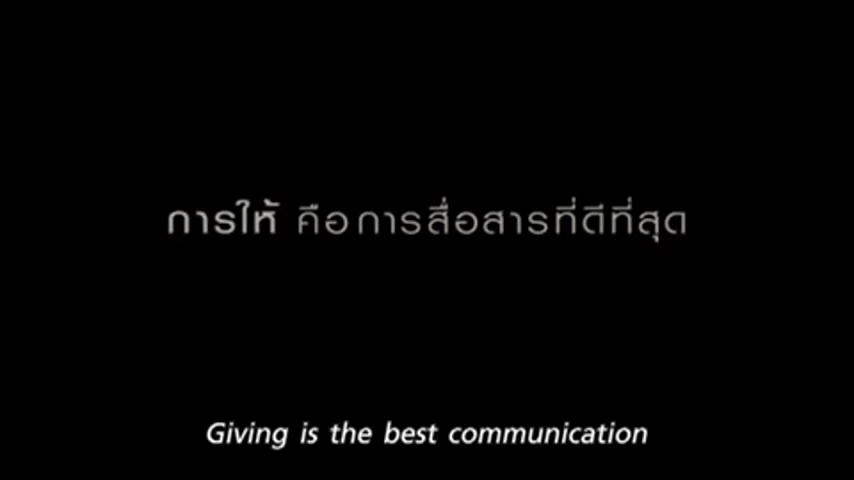 การให้ คือการสื่อสารที่ดีที่สุด
Giving is the best communication